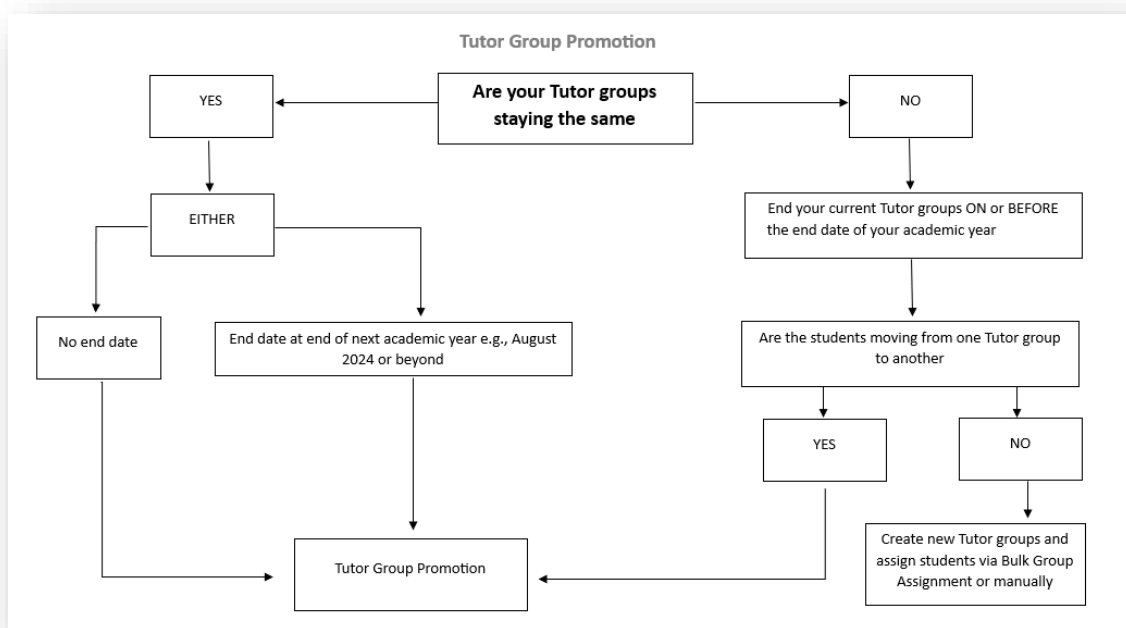 Tutor Group Promotion
YES
Are your Tutor groups
staying the same
NO
EITHER
End your current Tutor groups ON or BEFORE
the end date of your academic year
No end date
End date at end of next academic year e.g., August
2024 or beyond
Are the students moving from one Tutor group
to another
YES
NO
Tutor Group Promotion
Create new Tutor groups and
assign students via Bulk Group
Assignment or manually